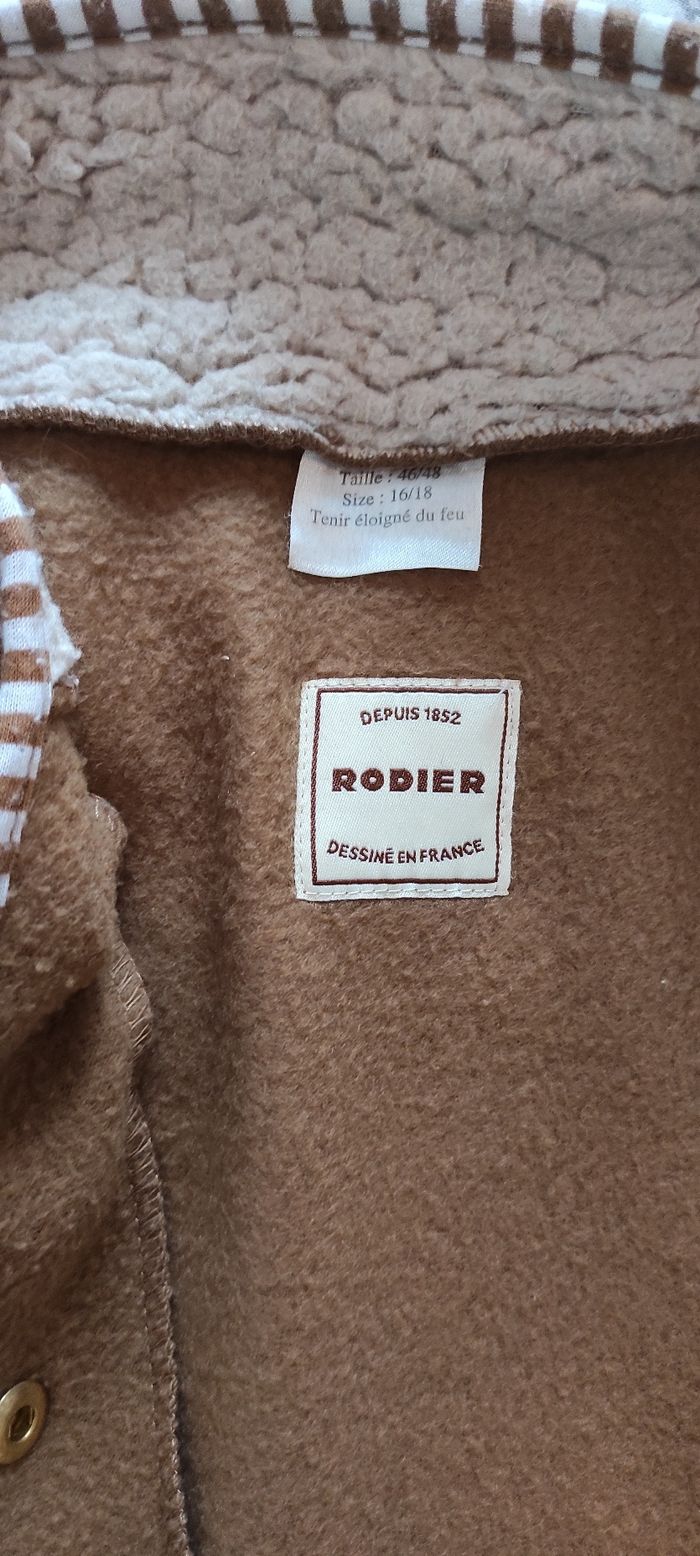 Taille : 46/48
Size : 16/18
Tenir éloigné du feu
DEPUIS 1852
RODIER
DESSINÉ EN FRANCE